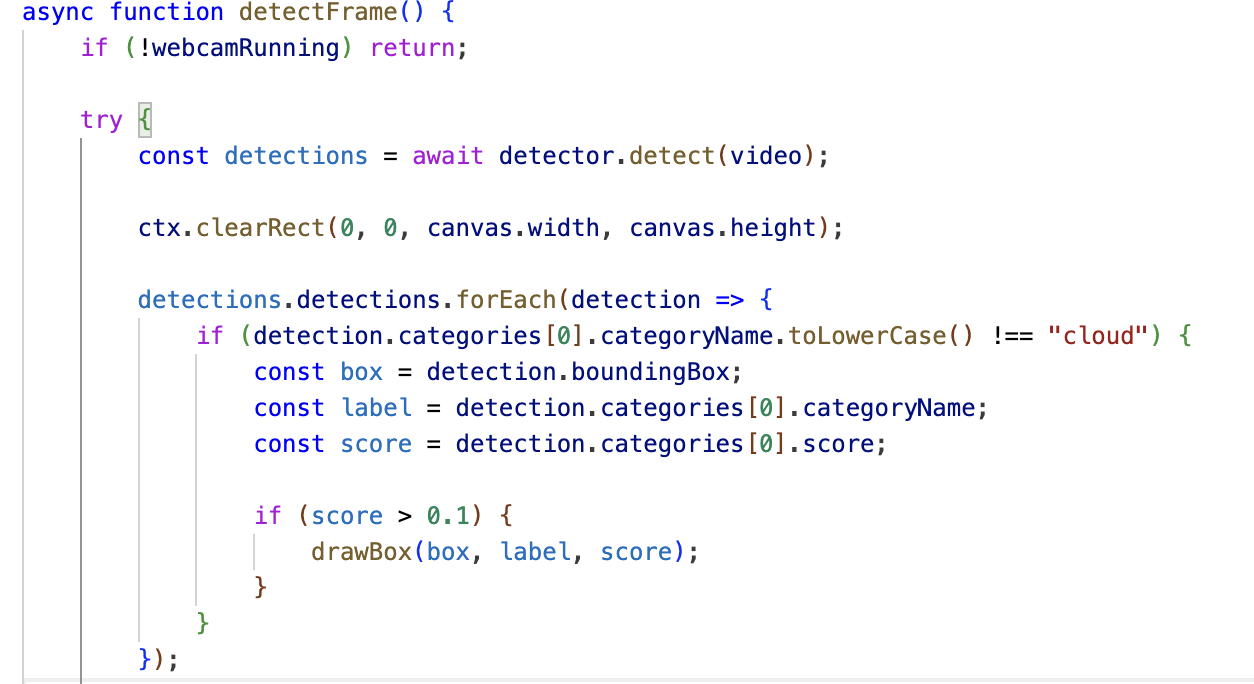 async function detectFrame() {
if (!webcamRunning) return;
try {
const detections = await detector.detect(video);
ctx.clearRect(0, 0, canvas.width, canvas.height);
detections.detections.forEach(detection => {
if (detection.categories[0].categoryName.toLowerCase() !== "cloud") {
const box = detection.boundingBox;
const label = detection.categories[0].categoryName;
const score = detection.categories[0].score;
if (score > 0.1) {
drawBox(box, label, score);
}
}
});